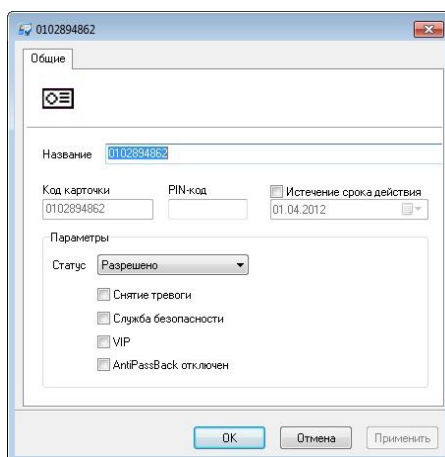 0102894862
Общие
Название 0102894862
Код карточки PIN-код Истечение срока действия
0102894862 01.04.2012
Параметры
Статус Разрешено
Снятие тревоги
Служба безопасности
VIP
AntiPassBack отключен
OK Отмена Применить